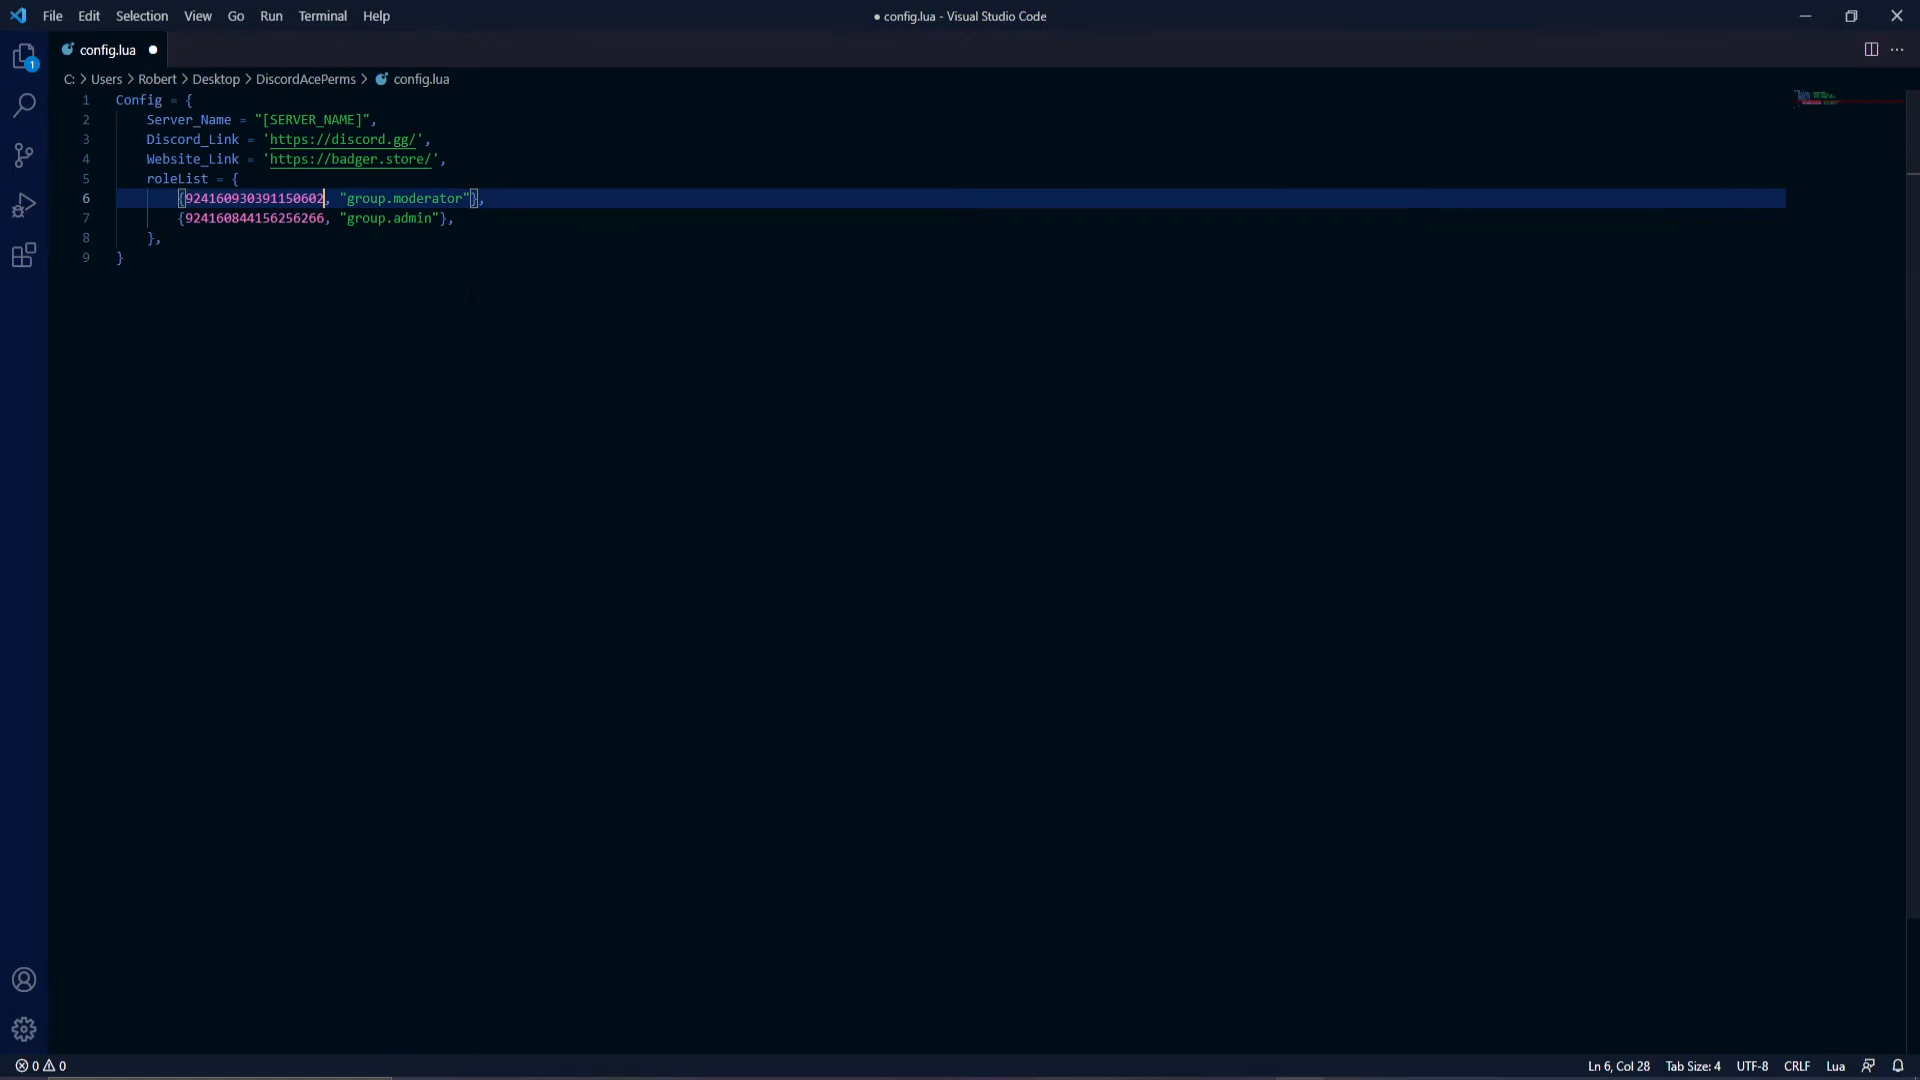 File Edit Selection View Go Run Terminal Help
● config.lua - Visual Studio Code
1
config.lua ●
C: > Users > Robert > Desktop > DiscordAcePerms > config.lua
1 Config = {
2 Server_Name = "[SERVER_NAME]",
3 Discord_Link = 'https://discord.gg/',
4 Website_Link = 'https://badger.store/',
5 roleList = {
6 {924160930391150602, "group.moderator"},
7 {924160844156256266, "group.admin"},
8 },
9 }
0 0 Ln 6, Col 28 Tab Size: 4 UTF-8 CRLF Lua